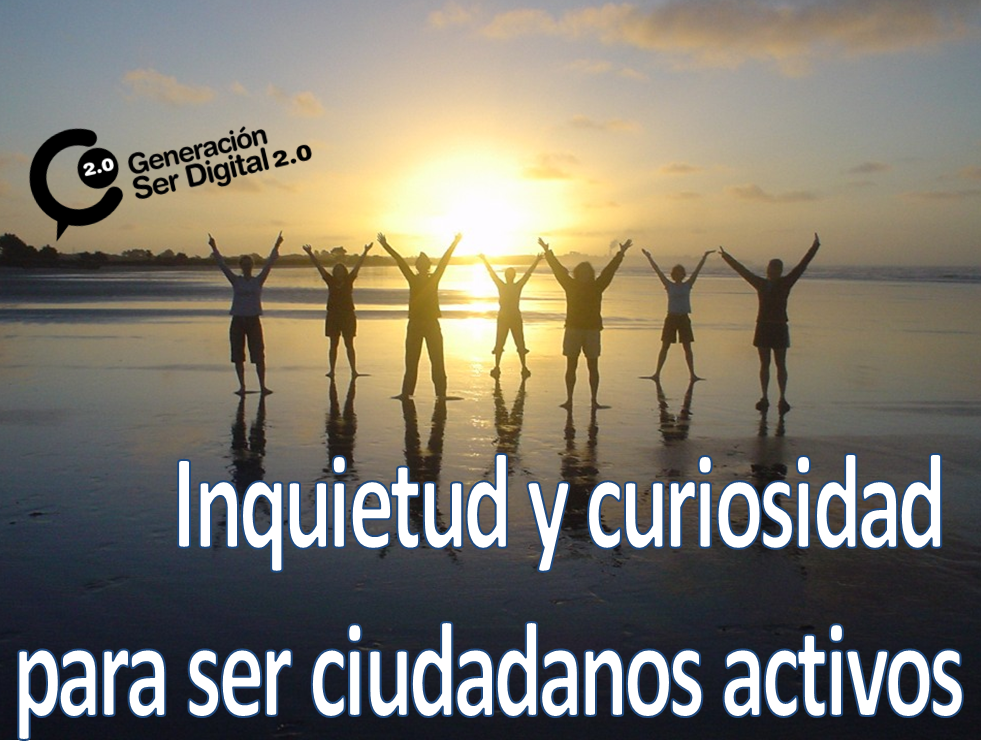 2.0
Generación
Ser Digital 2.0
Inquietud y curiosidad
para ser ciudadanos activos